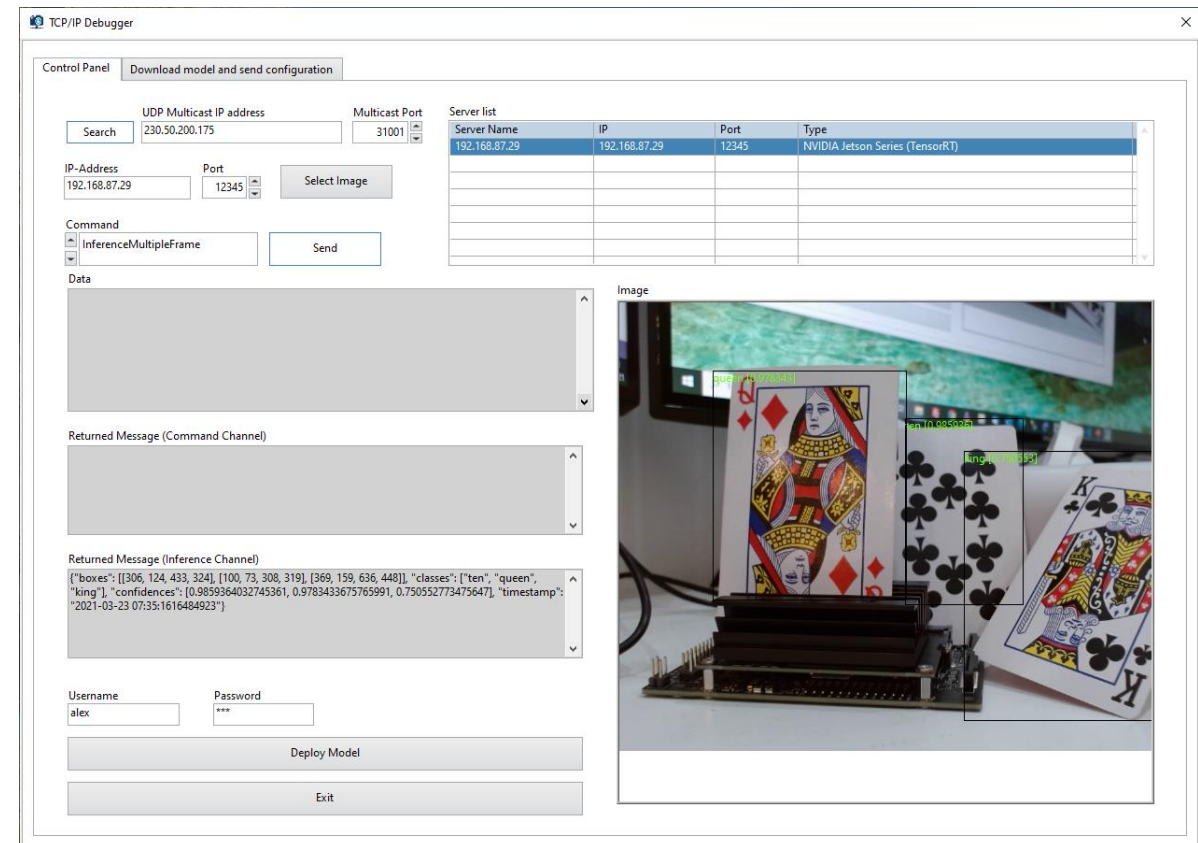 TCP/IP Debugger
Control Panel
Download model and send configuration
UDP Multicast IP address
Multicast Port
Server list
Search
230.50.200.175
31001
Server Name IP Port Type
192.168.87.29 192.168.87.29 12345 NVIDIA Jetson Series (TensorRT)
IP-Address
Port
192.168.87.29
12345
Select Image
Command
InferenceMultipleFrame
Send
Data
Image
queen [0.978343]
[0.985936]
Q
K
K
Returned Message (Command Channel)
Returned Message (Inference Channel)
{"boxes": [[306, 124, 433, 324], [100, 73, 308, 319], [369, 159, 636, 448]], "classes": ["ten", "queen",
"king"], "confidences": [0.9859364032745361, 0.9783433675765991, 0.750552773475647], "timestamp":
"2021-03-23 07:35:1616484923"}
Username
Password
alex
***
Deploy Model
Exit